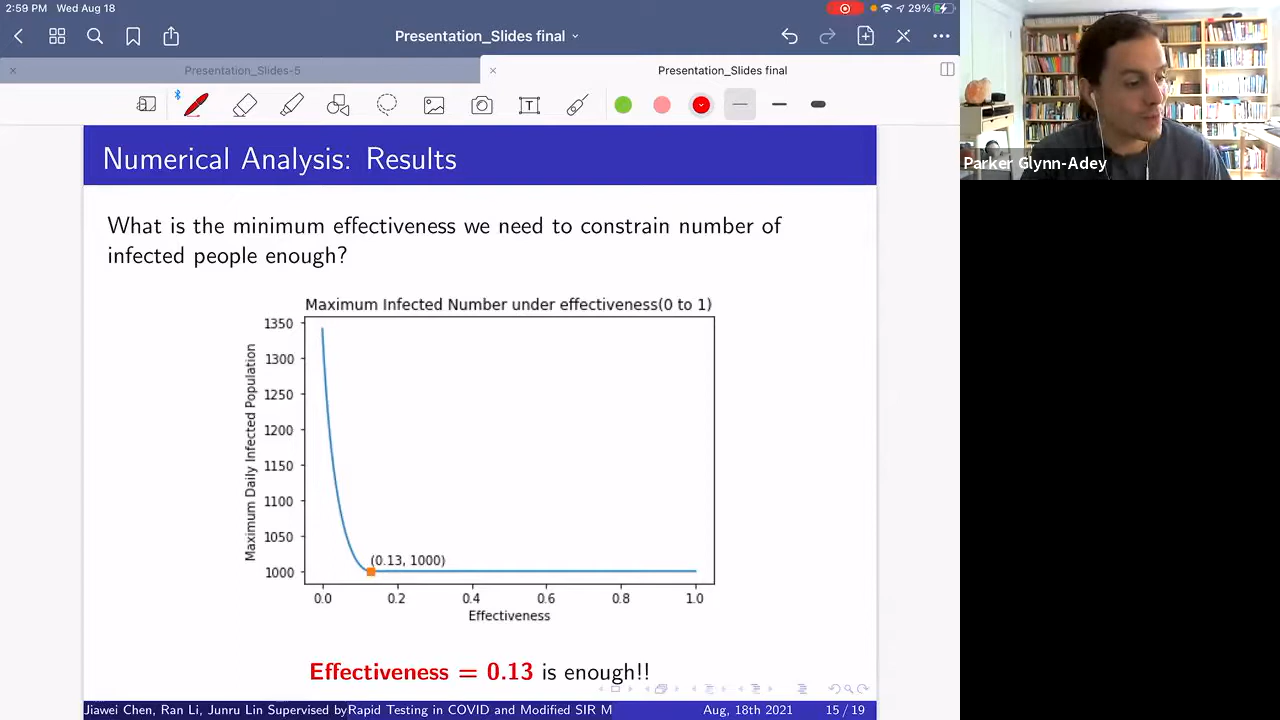 2:59 PM Wed Aug 18
29%
Presentation_Slides final
Presentation_Slides-5
Presentation_Slides final
T
Parker Glynn-Adey
Numerical Analysis: Results
What is the minimum effectiveness we need to constrain number of
infected people enough?
Maximum Infected Number under effectiveness(0 to 1)
Maximum Daily Infected Population
1350
1300
1250
1200
1150
1100
1050
1000
(0.13, 1000)
0.0 0.2 0.4 0.6 0.8 1.0
Effectiveness
Effectiveness = 0.13 is enough!!
Jiawei Chen, Ran Li, Junru Lin Supervised by Rapid Testing in COVID and Modified SIR M
Aug, 18th 2021
15 / 19